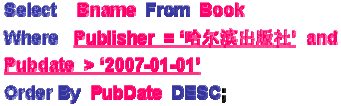 Select Bname From Book
Where Publisher = ‘哈尔滨出版社’ and
Pubdate > ‘2007-01-01’
Order By PubDate DESC;